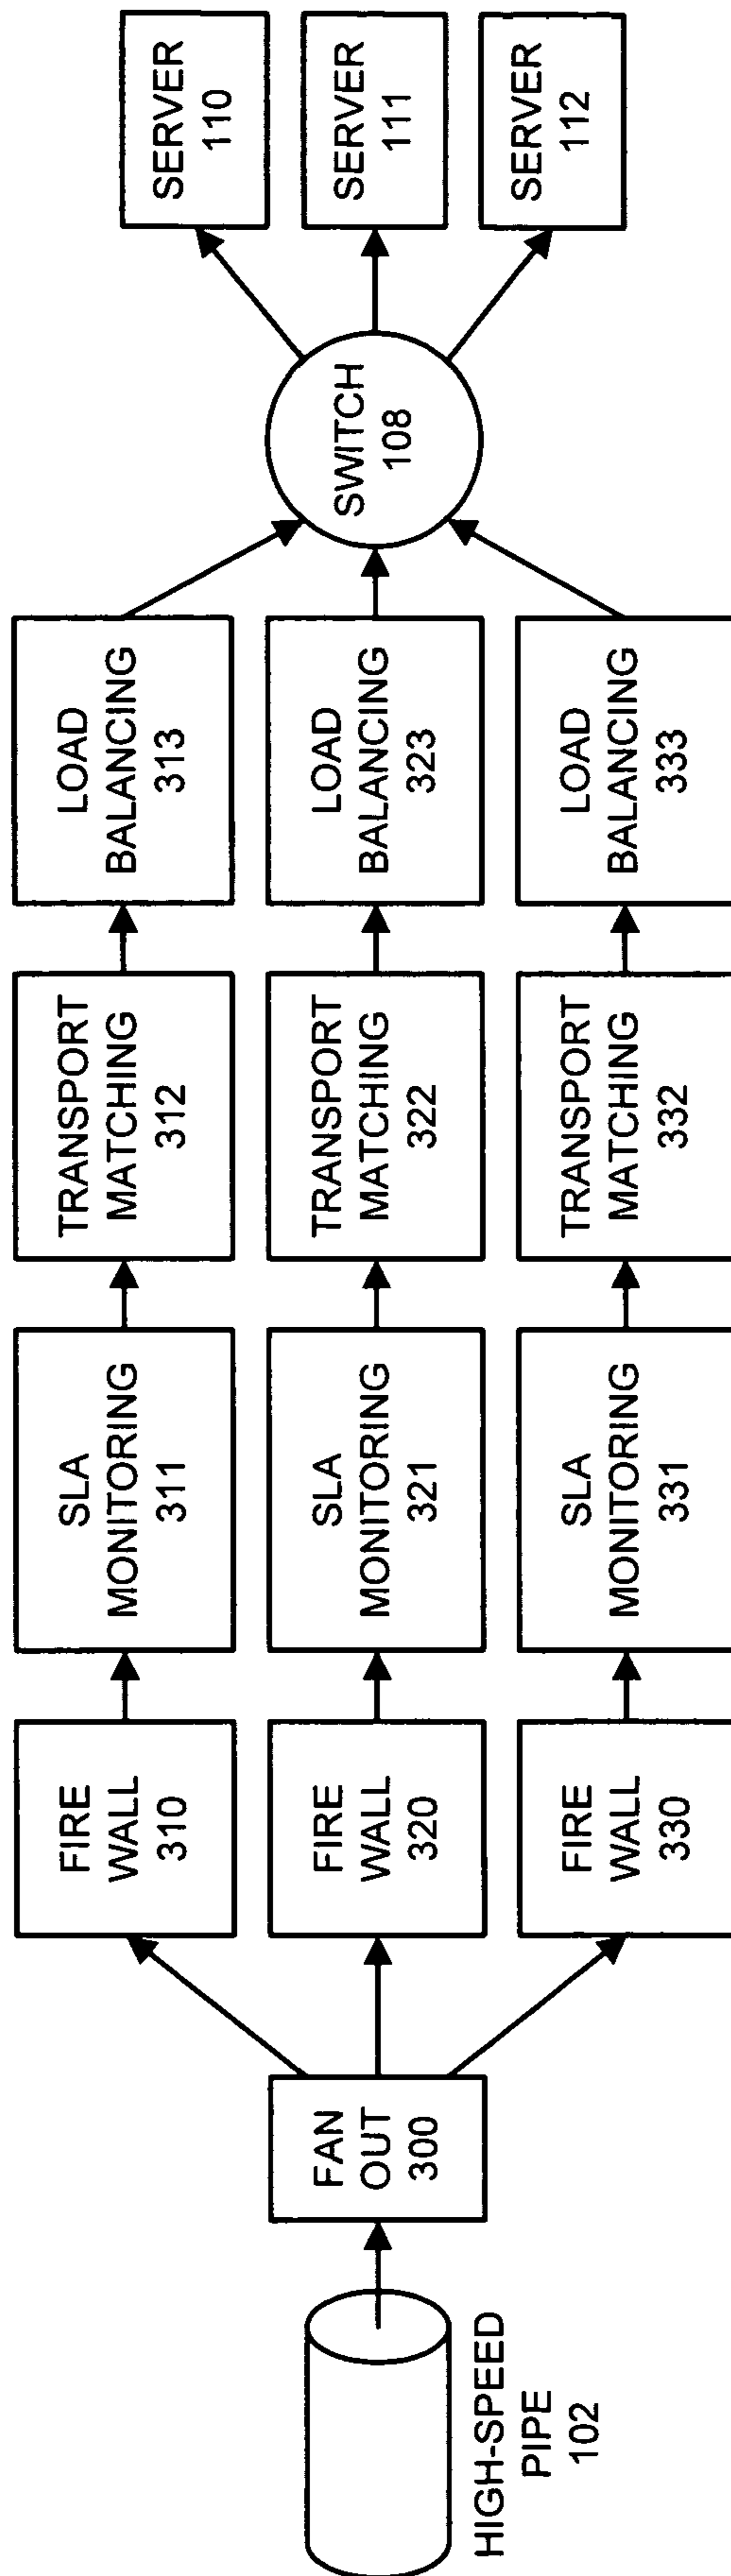 HIGH-SPEED
PIPE
102
FAN
OUT
300
FIRE
WALL
310
SLA
MONITORING
311
TRANSPORT
MATCHING
312
LOAD
BALANCING
313
FIRE
WALL
320
SLA
MONITORING
321
TRANSPORT
MATCHING
322
LOAD
BALANCING
323
FIRE
WALL
330
SLA
MONITORING
331
TRANSPORT
MATCHING
332
LOAD
BALANCING
333
SWITCH
108
SERVER
110
SERVER
111
SERVER
112